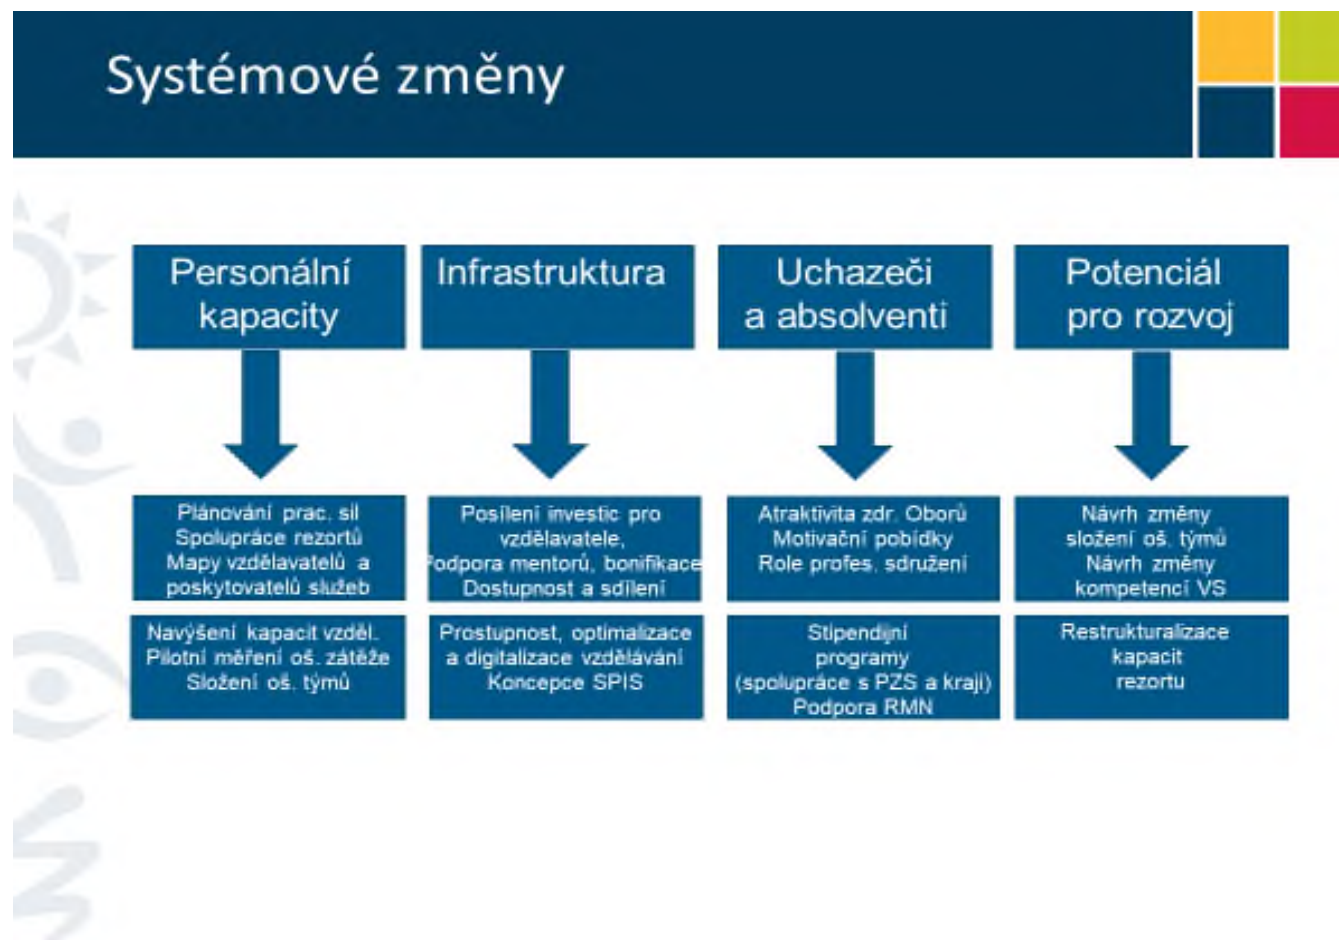 Systémové změny
Personální
kapacity
Infrastruktura
Uchazeči
a absolventi
Potenciál
pro rozvoj
Plánování prac. sil
Spolupráce rezortů
Mapy vzdělavatelů a
poskytovatelů služeb
Posílení investic pro
vzdělavatele,
Podpora mentorů, bonifikace
Dostupnost a sdílení
Atraktivita zdr. Oborů
Motivační pobídky
Role profes. sdružení
Návrh změny
složení oš. týmů
Návrh změny
kompetencí VS
Navýšení kapacit vzděl.
Pilotní měření oš. zátěže
Složení oš. týmů
Prostupnost, optimalizace
a digitalizace vzdělávání
Koncepce SPIS
Stipendijní
programy
(spolupráce s PZS a kraji)
Podpora RMN
Restrukturalizace
kapacit
rezortu